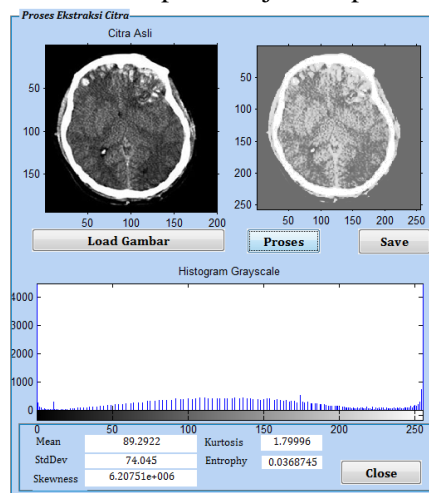 Proses Ekstraksi Citra
Citra Asli
50
100
150
50 100 150 200
50
100
150
200
250
50 100 150 200 250
Load Gambar Proses Save
Histogram Grayscale
4000
3000
2000
1000
0
0 50 100 150 200 250
Mean 89.2922 Kurtosis 1.79996
StdDev 74.045 Entrophy 0.0368745
Skewness 6.20751e+006 Close